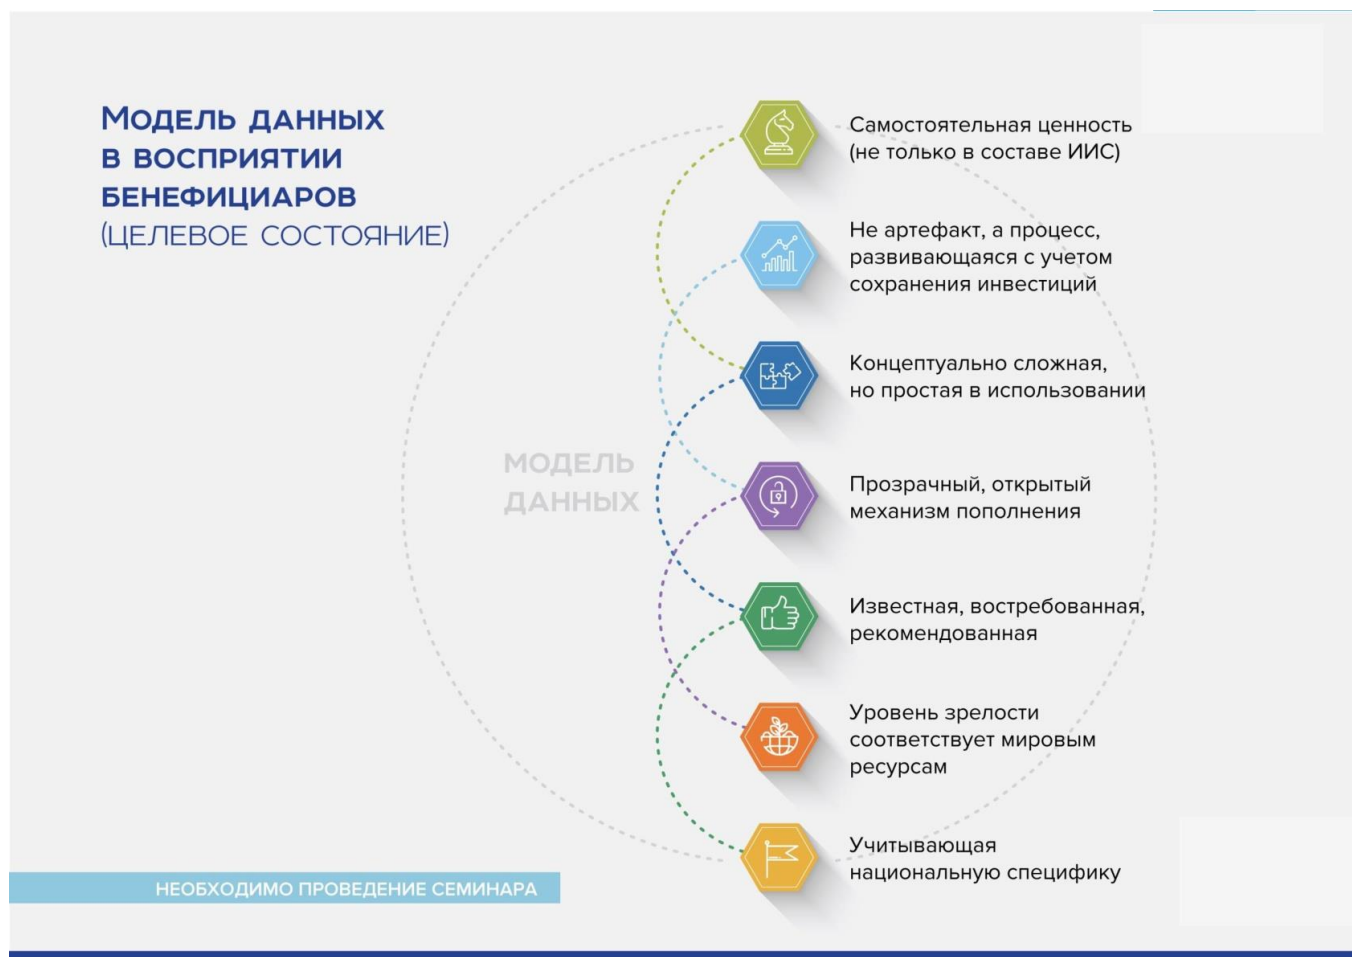 Модель данных
в восприятии
бенефициаров
(целевое состояние)
Самостоятельная ценность
(не только в составе ИИС)
Не артефакт, а процесс,
развивающаяся с учетом
сохранения инвестиций
Концептуально сложная,
но простая в использовании
МОДЕЛЬ
ДАННЫХ
Прозрачный, открытый
механизм пополнения
Известная, востребованная,
рекомендованная
Уровень зрелости
соответствует мировым
ресурсам
Учитывающая
национальную специфику
НЕОБХОДИМО ПРОВЕДЕНИЕ СЕМИНАРА